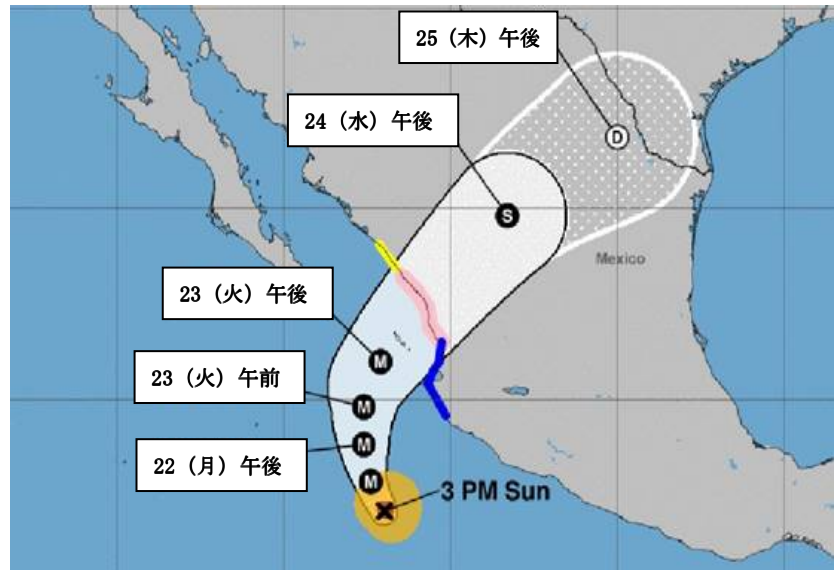 25（木）午後
24（水）午後
D
S
Mexico
23（火）午後
M
23（火）午前
M
M
22（月）午後
M
3 PM Sun